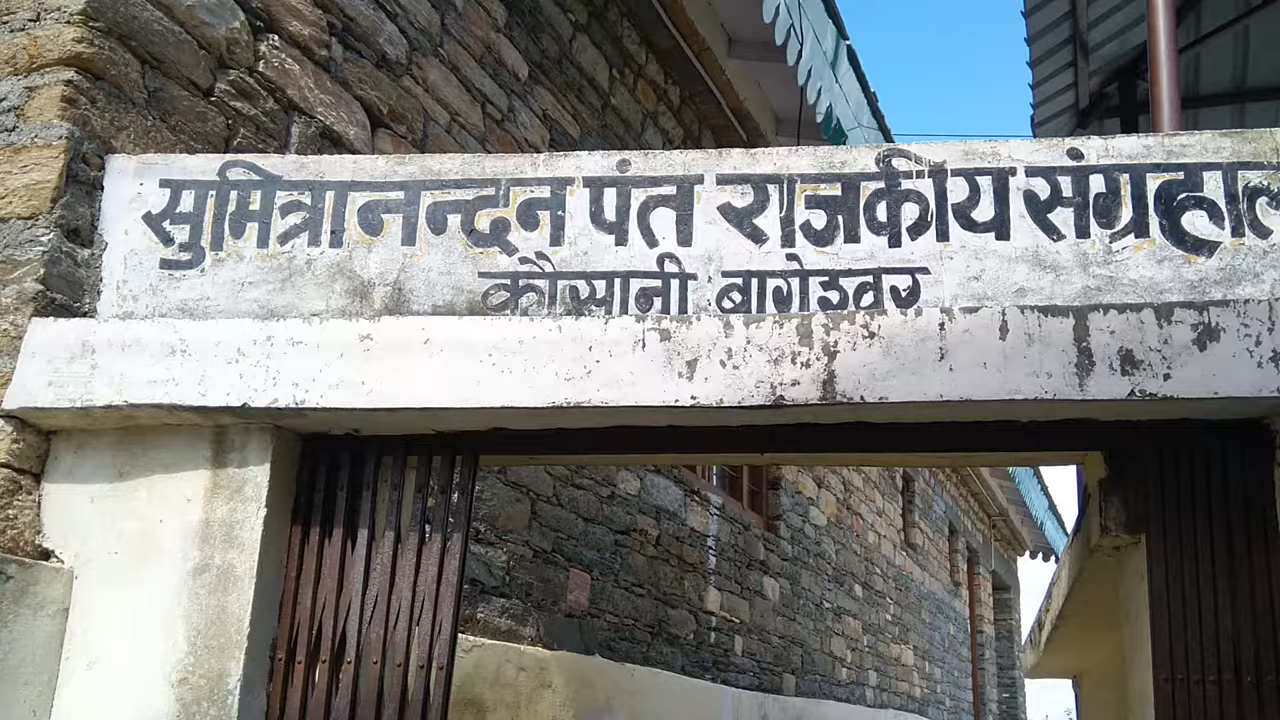 सुमित्रानन्दन पंत राजकीय संग्रहाल
कौसानी बागेश्वर